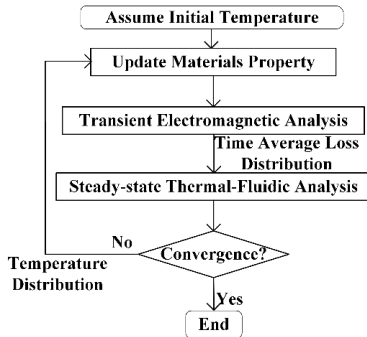 Assume Initial Temperature
Update Materials Property
Transient Electromagnetic Analysis
Time Average Loss
Distribution
Steady-state Thermal-Fluidic Analysis
No
Convergence?
Temperature
Distribution
Yes
End